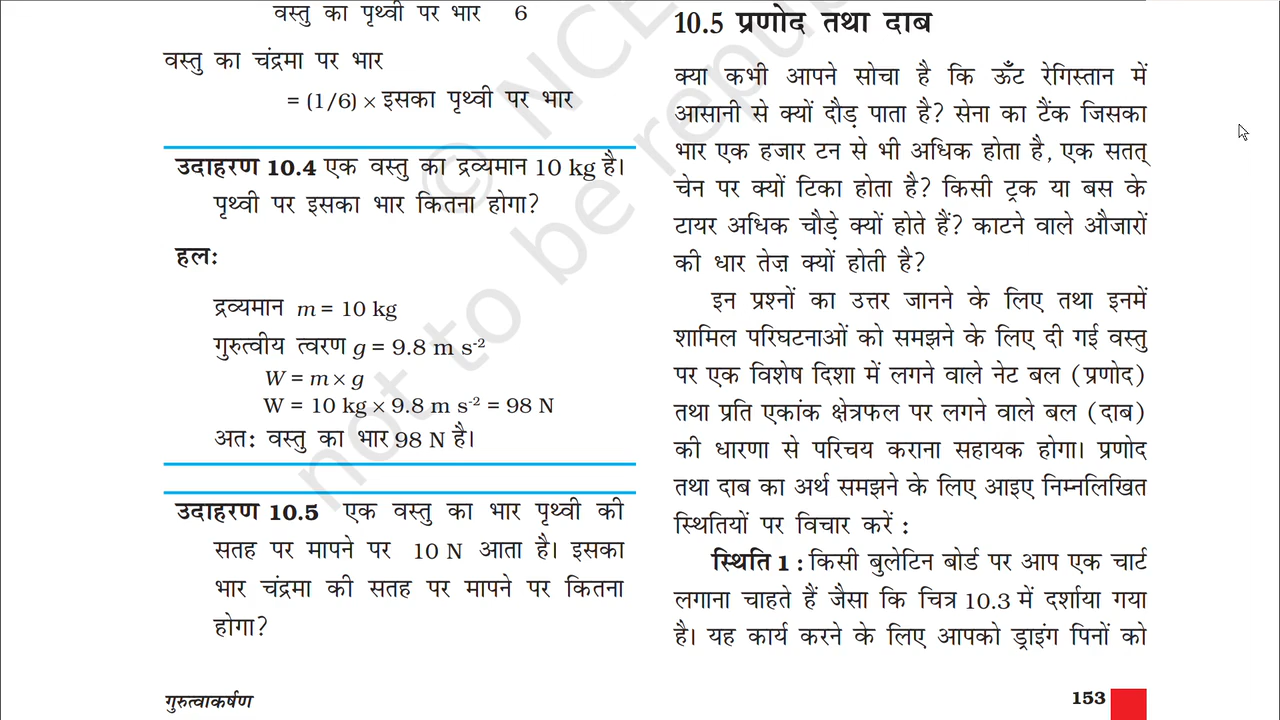 वस्तु का पृथ्वी पर भार 6
वस्तु का चंद्रमा पर भार
= (1/6) × इसका पृथ्वी पर भार
उदाहरण 10.4 एक वस्तु का द्रव्यमान 10 kg है।
पृथ्वी पर इसका भार कितना होगा?
हलः
द्रव्यमान m = 10 kg
गुरुत्वीय त्वरण g = 9.8 m s-2
W = m × g
W = 10 kg × 9.8 m s-2 = 98 N
अतः वस्तु का भार 98 N है।
उदाहरण 10.5 एक वस्तु का भार पृथ्वी की
सतह पर मापने पर 10 N आता है। इसका
भार चंद्रमा की सतह पर मापने पर कितना
होगा?
गुरुत्वाकर्षण
10.5 प्रणोद तथा दाब
क्या कभी आपने सोचा है कि ऊँट रेगिस्तान में
आसानी से क्यों दौड़ पाता है? सेना का टैंक जिसका
भार एक हजार टन से भी अधिक होता है, एक सतत्
चेन पर क्यों टिका होता है? किसी ट्रक या बस के
टायर अधिक चौड़े क्यों होते हैं? काटने वाले औजारों
की धार तेज़ क्यों होती है?
इन प्रश्नों का उत्तर जानने के लिए तथा इनमें
शामिल परिघटनाओं को समझने के लिए दी गई वस्तु
पर एक विशेष दिशा में लगने वाले नेट बल (प्रणोद)
तथा प्रति एकांक क्षेत्रफल पर लगने वाले बल (दाब)
की धारणा से परिचय कराना सहायक होगा। प्रणोद
तथा दाब का अर्थ समझने के लिए आइए निम्नलिखित
स्थितियों पर विचार करें :
स्थिति 1 : किसी बुलेटिन बोर्ड पर आप एक चार्ट
लगाना चाहते हैं जैसा कि चित्र 10.3 में दर्शाया गया
है। यह कार्य करने के लिए आपको ड्राइंग पिनों को
153
© NCE
not to be repub